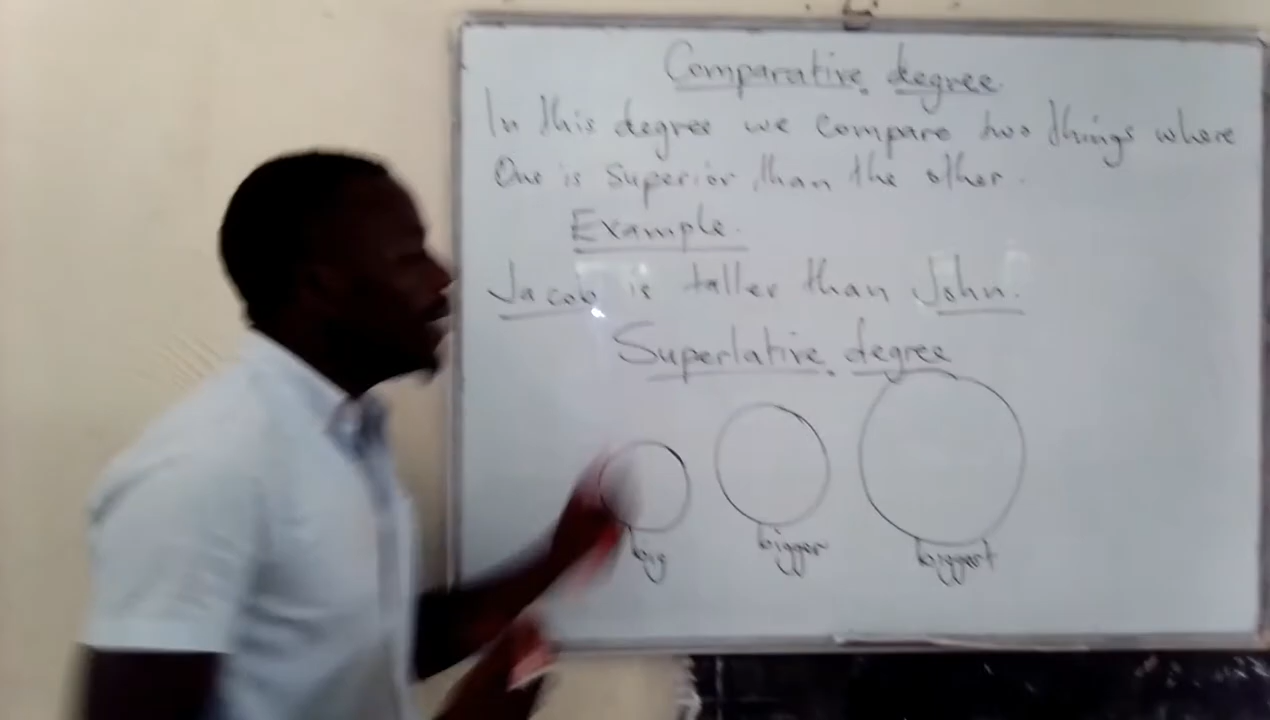 Comparative degree.
In this degree we compare two things where
One is superior than the other.
Example.
Jacob is taller than John.
Superlative degree
big bigger biggest